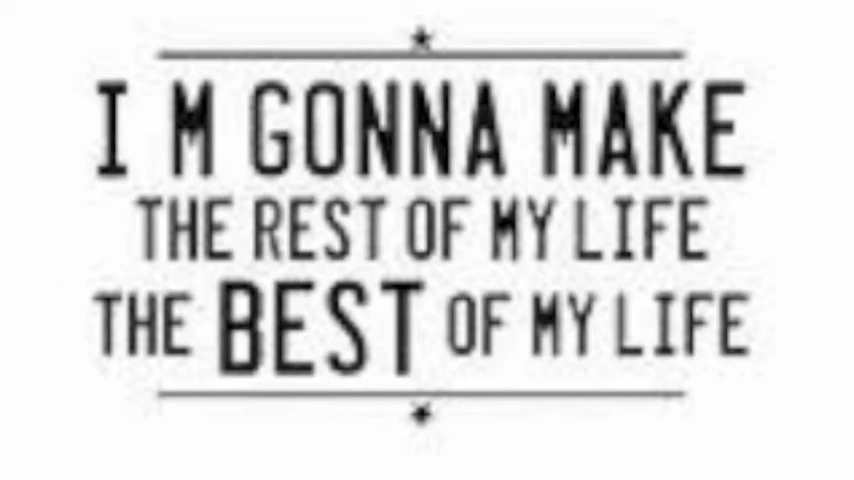 I M GONNA MAKE
THE REST OF MY LIFE
THE BEST OF MY LIFE